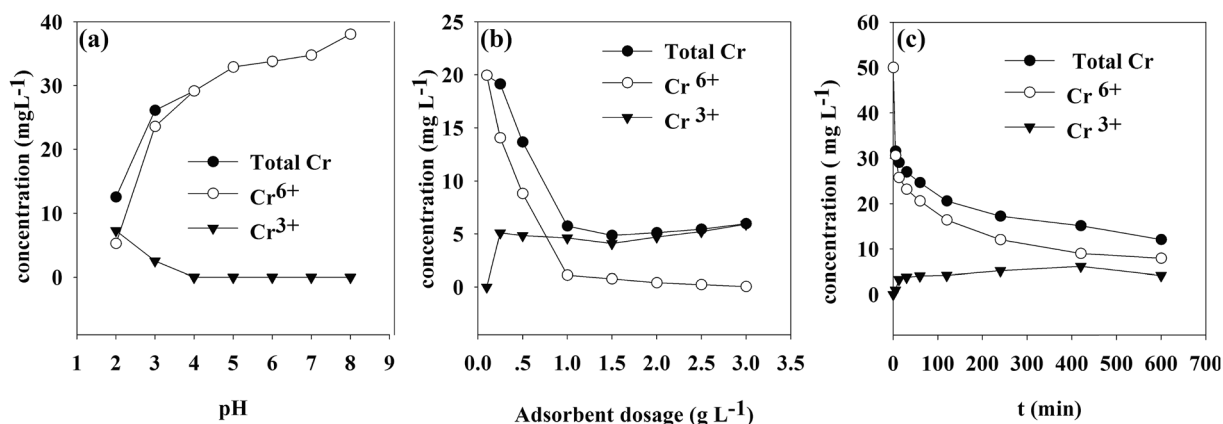 (a)
40
30
20
10
0
concentration (mgL⁻¹)
Total Cr
Cr⁶⁺
Cr³⁺
1 2 3 4 5 6 7 8 9
pH
(b)
25
20
15
10
5
0
concentration (mg L⁻¹)
Total Cr
Cr ⁶⁺
Cr ³⁺
0.0 .5 1.0 1.5 2.0 2.5 3.0 3.5
Adsorbent dosage (g L⁻¹)
(c)
60
50
40
30
20
10
0
concentration ( mg L⁻¹)
Total Cr
Cr ⁶⁺
Cr ³⁺
0 100 200 300 400 500 600 700
t (min)